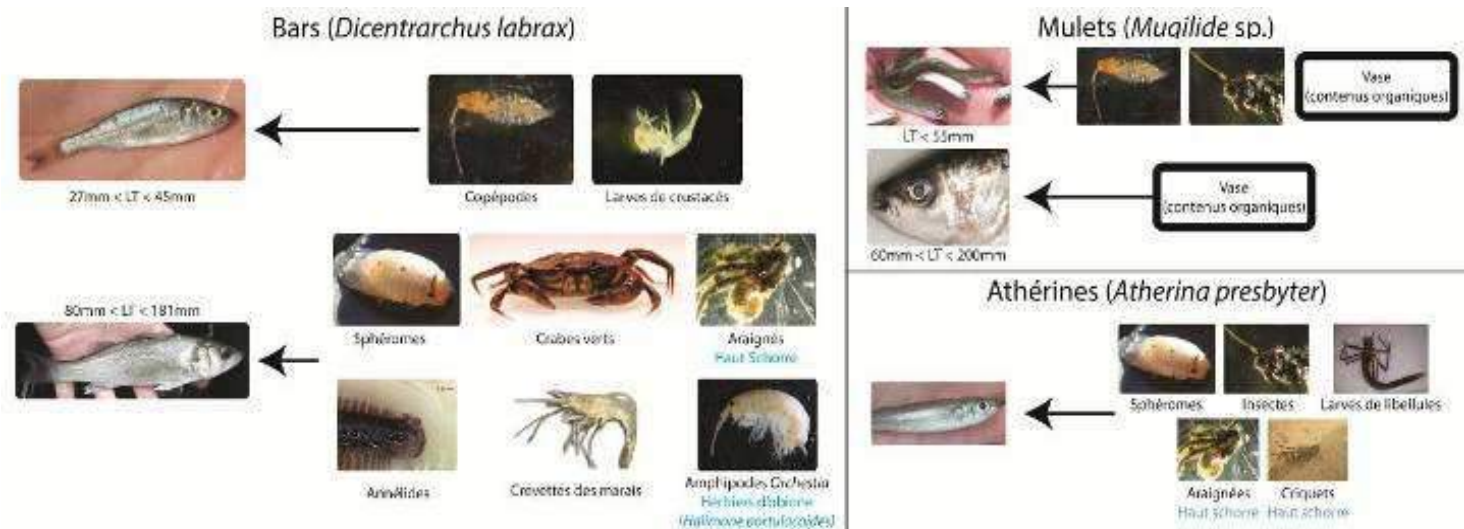 Bars (Dicentrarchus labrax)
27mm < LT < 45mm
Copépodes
Larves de crustacés
80mm < LT < 181mm
Sphéromes
Crabes verts
Araignés
Haut Schorre
Annélides
Crevettes des marais
Amphipodes Orchestia
Herbiers d'obione
(Halimone portulacoides)
Mulets (Mugilide sp.)
LT < 55mm
Vase
(contenus organiques)
60mm < LT < 200mm
Vase
(contenus organiques)
Athérines (Atherina presbyter)
Sphéromes
Insectes
Larves de libellules
Araignées
Haut schorre
Criquets
Haut schorre